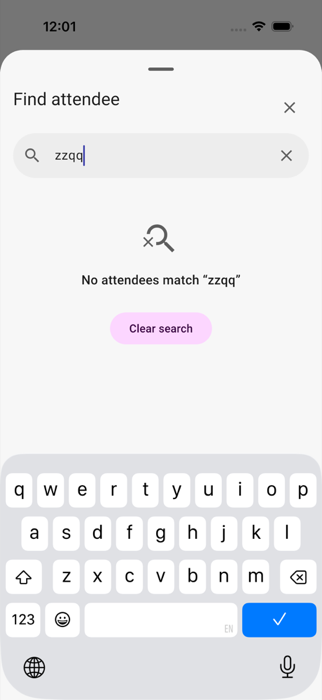 12:01
Find attendee
zzqq
No attendees match “zzqq”
Clear search
q w e r t y u i o p
a s d f g h j k l
z x c v b n m
123
EN